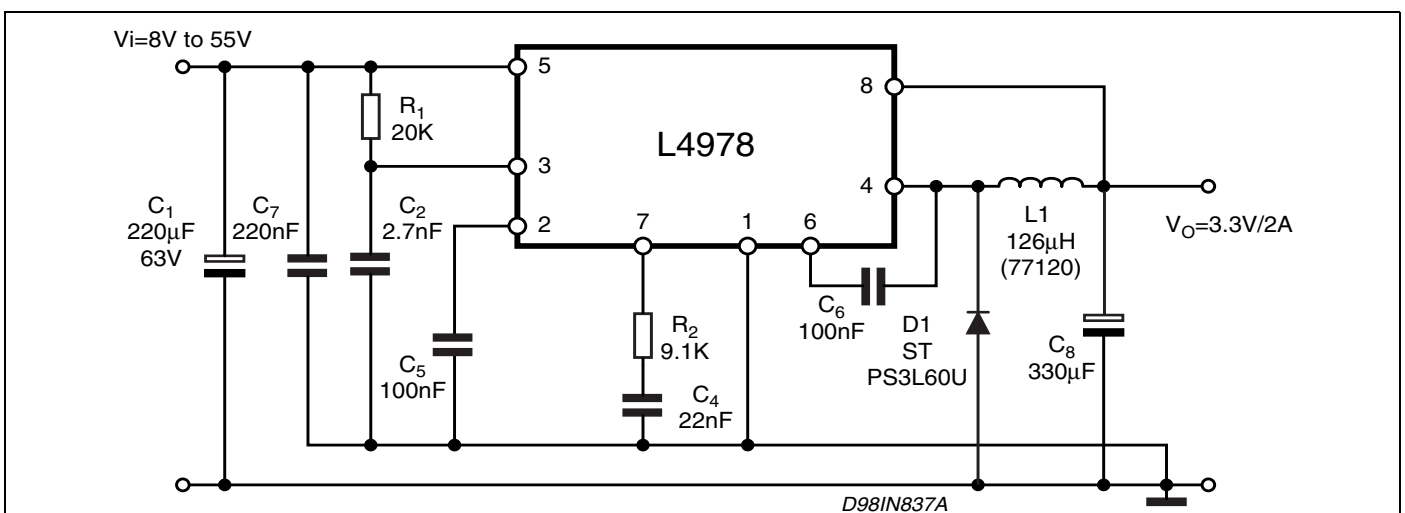 Vi=8V to 55V
5
8
R1
20K
L4978
3
4
C1
220μF
63V
C7
220nF
C2
2.7nF
2
7
1
6
L1
126μH
(77120)
VO=3.3V/2A
C6
100nF
R2
9.1K
D1
ST
PS3L60U
C8
330μF
C5
100nF
C4
22nF
D98IN837A